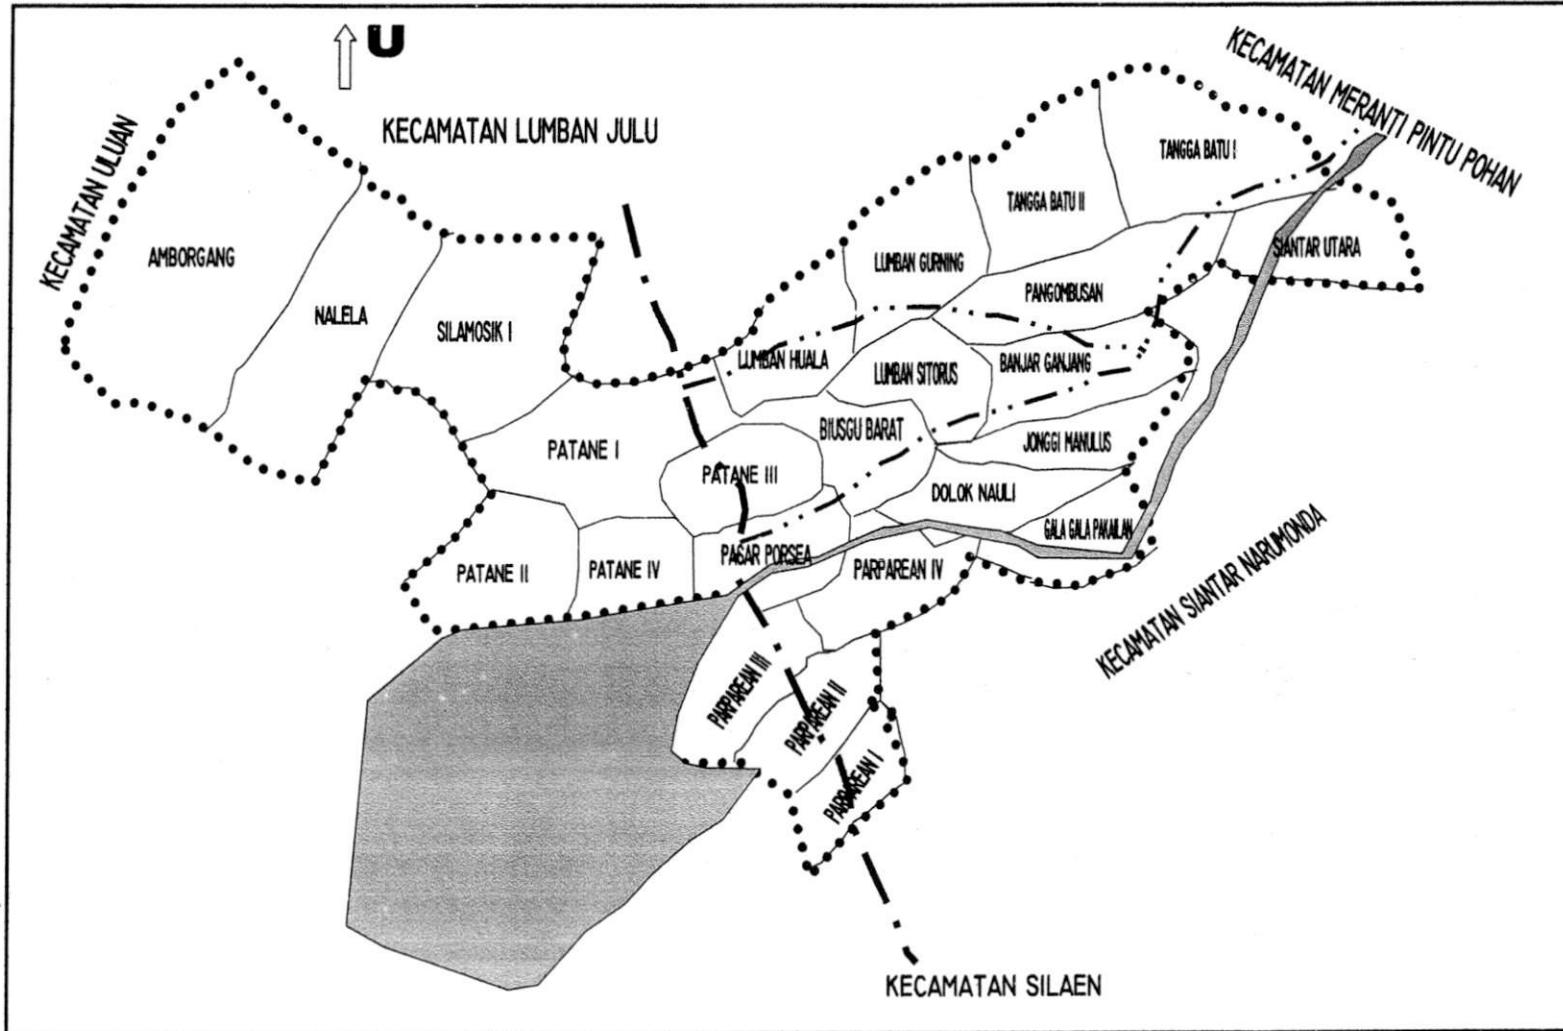 U
KECAMATAN MERANTI PINTU POHAN
KECAMATAN LUMBAN JULU
KECAMATAN ULUAN
TANGGA BATU I
TANGGA BATU II
SIANTAR UTARA
AMBORGANG
LUMBAN GURNING
PANGOMBUSAN
NALELA
SILAMOSIK I
LUMBAN HUALA
LUMBAN SITORUS
BANJAR GANJANG
BIUSGU BARAT
JONGGI MANULUS
PATANE I
PATANE III
DOLOK NAULI
GALA GALA PAKAILAN
PASAR PORSEA
PATANE II
PATANE IV
PARPAREAN IV
KECAMATAN SIANTAR NARUMONDA
PARPAREAN III
PARPAREAN II
PARPAREAN I
KECAMATAN SILAEN